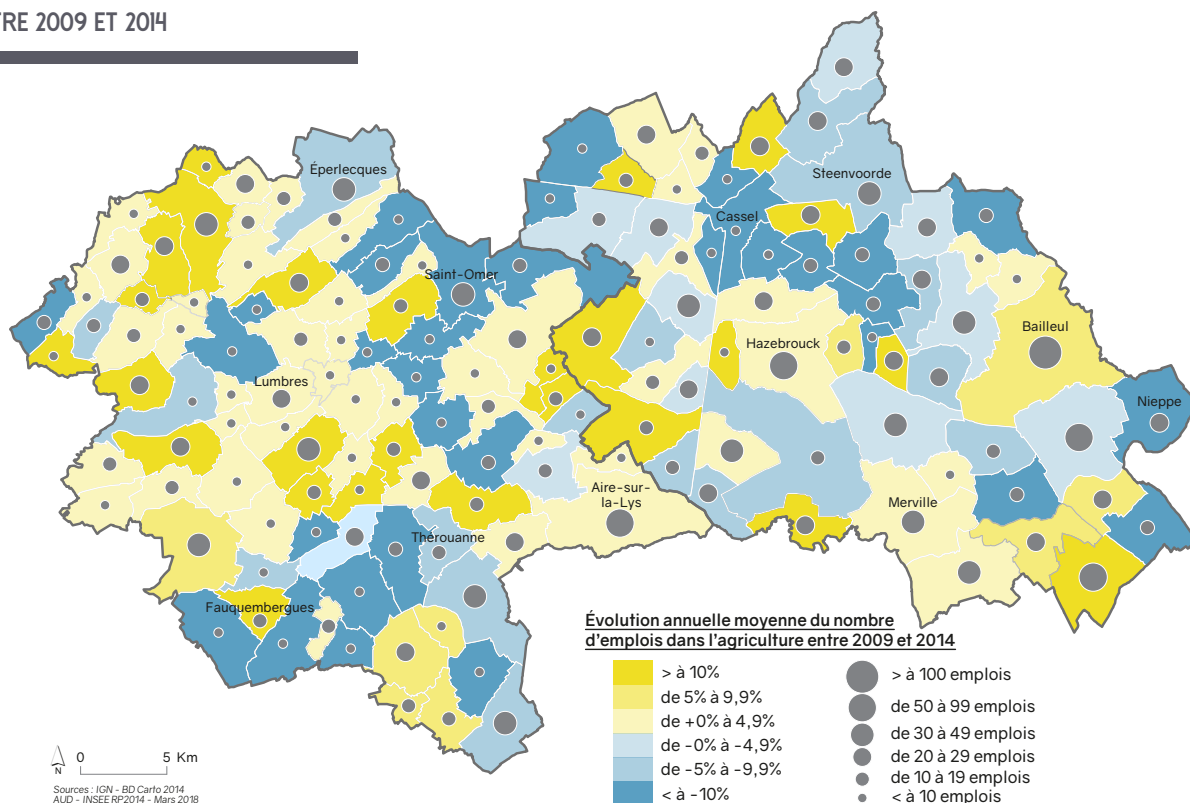 TRE 2009 ET 2014
Éperlecques
Steenvoorde
Cassel
Saint-Omer
Bailleul
Hazebrouck
Lumbres
Nieppe
Aire-sur-
la-Lys
Merville
Thérouanne
Fauquembergues
Évolution annuelle moyenne du nombre
d'emplois dans l'agriculture entre 2009 et 2014
> à 10%
de 5% à 9,9%
de +0% à 4,9%
de -0% à -4,9%
de -5% à -9,9%
< à -10%
> à 100 emplois
de 50 à 99 emplois
de 30 à 49 emplois
de 20 à 29 emplois
de 10 à 19 emplois
< à 10 emplois
N
0 5 Km
Sources : IGN - BD Carto 2014
AUD - INSEE RP2014 - Mars 2018